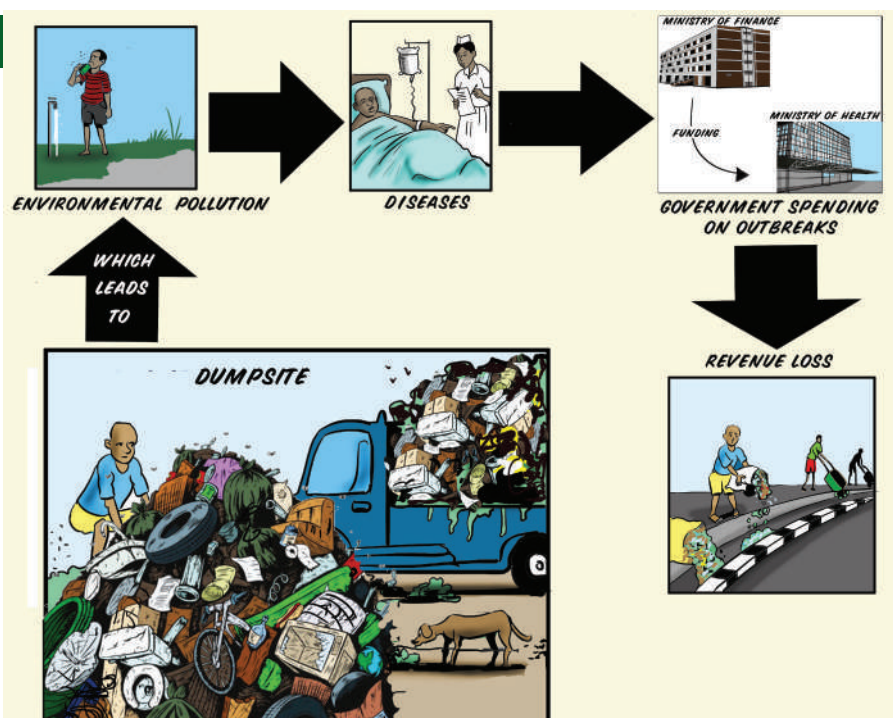 MINISTRY OF FINANCE
FUNDING
MINISTRY OF HEALTH
ENVIRONMENTAL POLLUTION
DISEASES
GOVERNMENT SPENDING
ON OUTBREAKS
WHICH
LEADS
TO
REVENUE LOSS
DUMPSITE